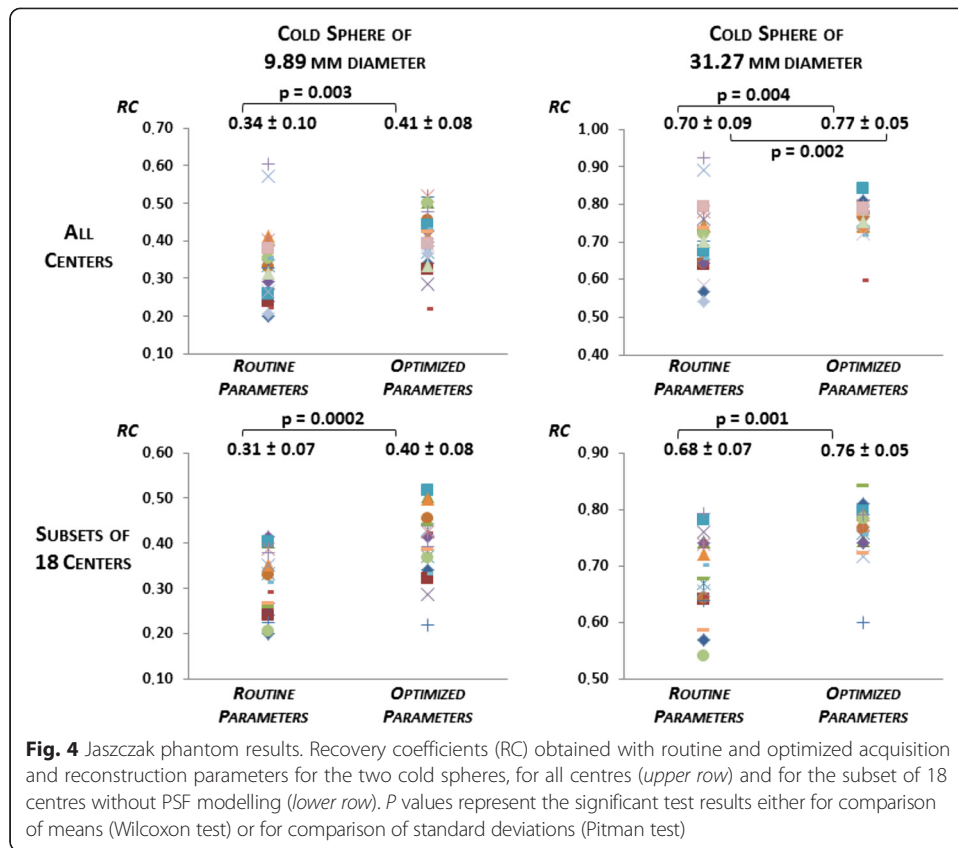 COLD SPHERE OF
9.89 MM DIAMETER
COLD SPHERE OF
31.27 MM DIAMETER
ALL
CENTERS
RC
p = 0.003
0.34 ± 0.10 0.41 ± 0.08
0.70
0.60
0.50
0.40
0.30
0.20
0.10
ROUTINE
PARAMETERS
OPTIMIZED
PARAMETERS
RC
p = 0.004
0.70 ± 0.09 0.77 ± 0.05
p = 0.002
1.00
0.90
0.80
0.70
0.60
0.50
0.40
ROUTINE
PARAMETERS
OPTIMIZED
PARAMETERS
SUBSETS OF
18 CENTERS
RC
p = 0.0002
0.31 ± 0.07 0.40 ± 0.08
0.60
0.50
0.40
0.30
0.20
0.10
ROUTINE
PARAMETERS
OPTIMIZED
PARAMETERS
RC
p = 0.001
0.68 ± 0.07 0.76 ± 0.05
0.90
0.80
0.70
0.60
0.50
ROUTINE
PARAMETERS
OPTIMIZED
PARAMETERS
Fig. 4 Jaszczak phantom results. Recovery coefficients (RC) obtained with routine and optimized acquisition
and reconstruction parameters for the two cold spheres, for all centres (upper row) and for the subset of 18
centres without PSF modelling (lower row). P values represent the significant test results either for comparison
of means (Wilcoxon test) or for comparison of standard deviations (Pitman test)